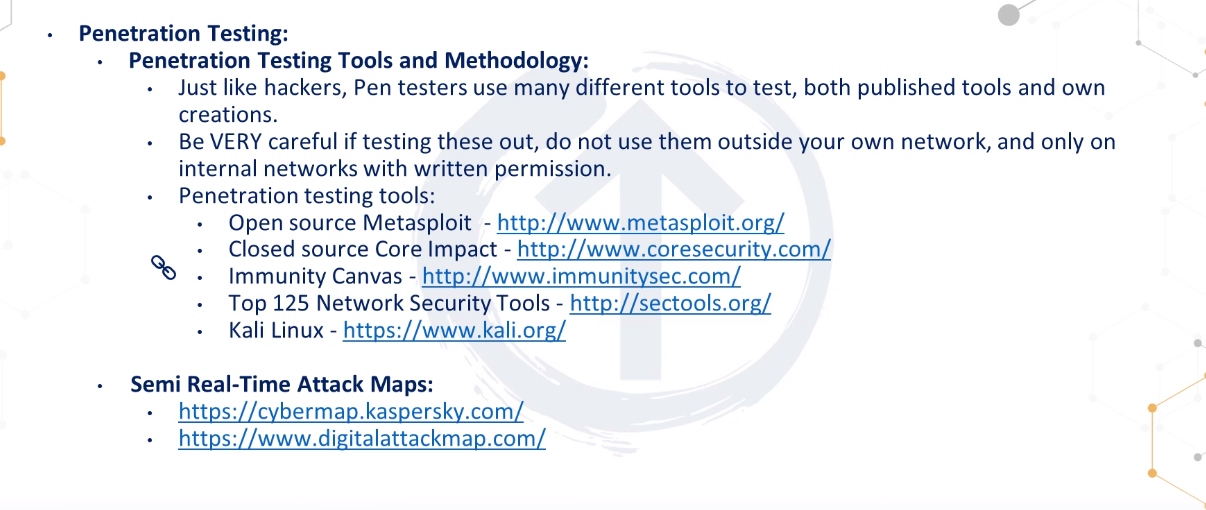 • Penetration Testing:
• Penetration Testing Tools and Methodology:
• Just like hackers, Pen testers use many different tools to test, both published tools and own
creations.
• Be VERY careful if testing these out, do not use them outside your own network, and only on
internal networks with written permission.
• Penetration testing tools:
• Open source Metasploit - http://www.metasploit.org/
• Closed source Core Impact - http://www.coresecurity.com/
• Immunity Canvas - http://www.immunitysec.com/
• Top 125 Network Security Tools - http://sectools.org/
• Kali Linux - https://www.kali.org/
• Semi Real-Time Attack Maps:
• https://cybermap.kaspersky.com/
• https://www.digitalattackmap.com/